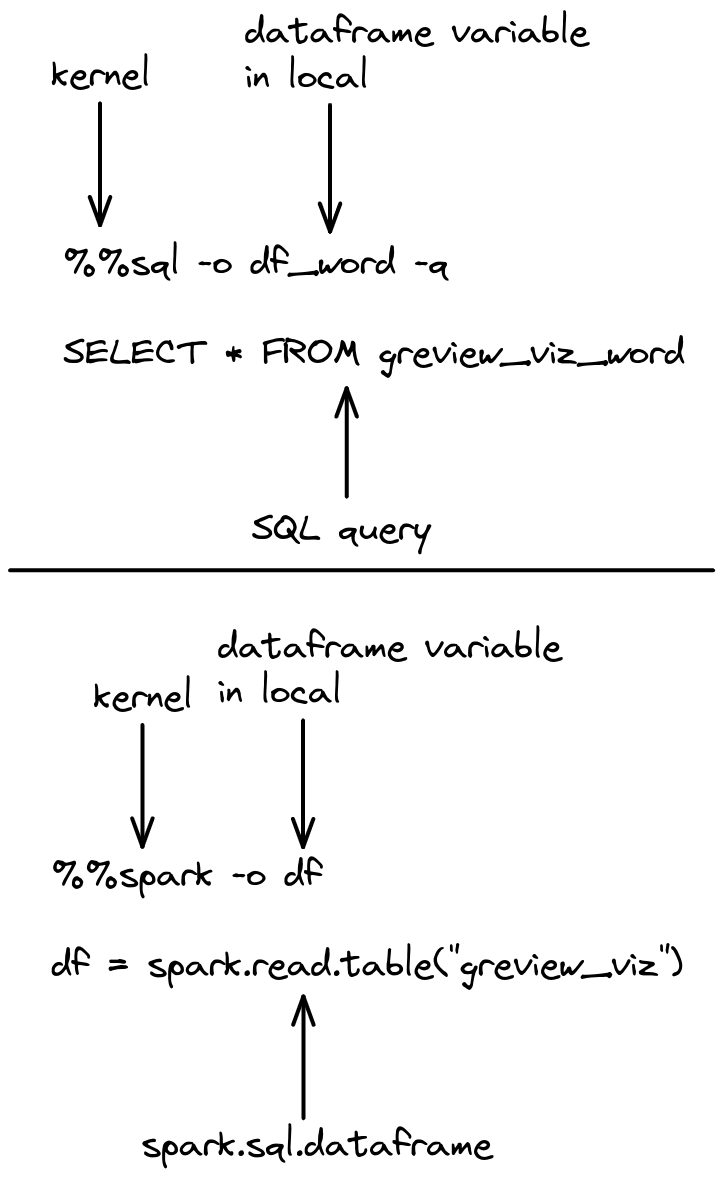 dataframe variable
kernel in local
%%sql -o df_word -q
SELECT * FROM greview_viz_word
SQL query
dataframe variable
kernel in local
%%spark -o df
df = spark.read.table("greview_viz")
spark.sql.dataframe